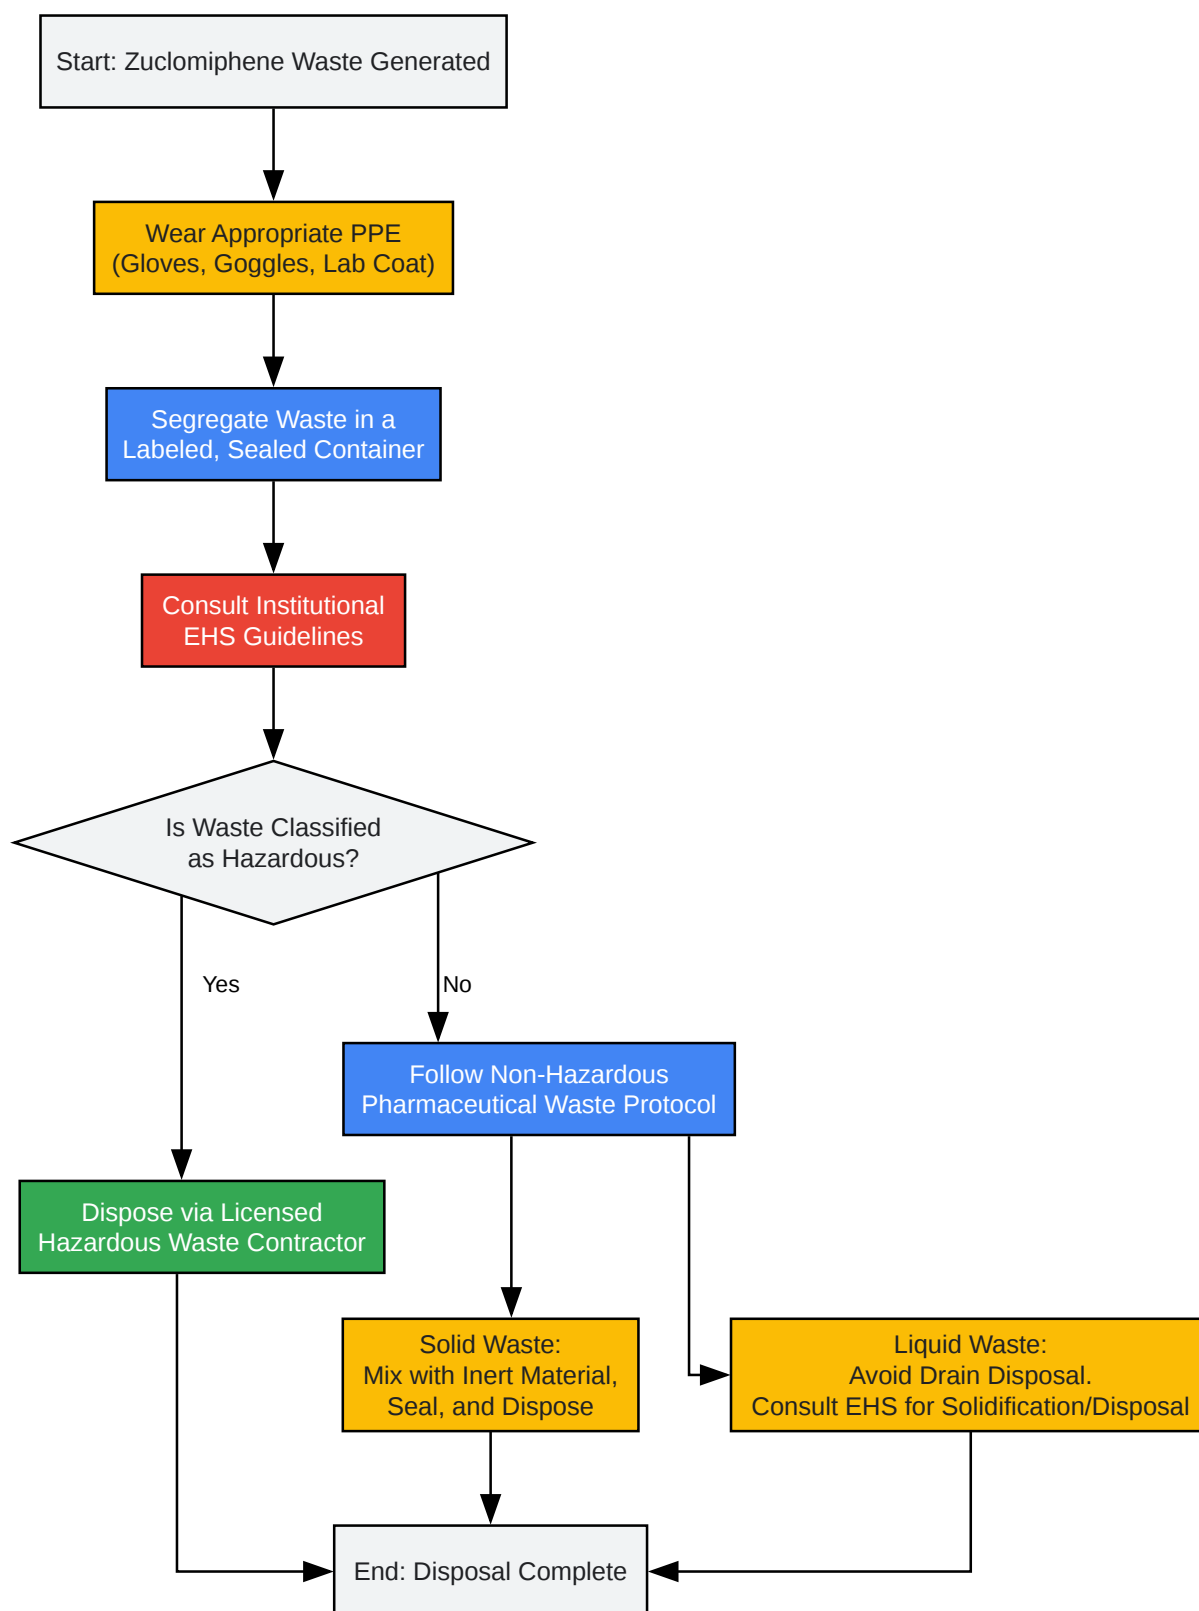 Start: Zuclomiphene Waste Generated
Wear Appropriate PPE
(Gloves, Goggles, Lab Coat)
Segregate Waste in a
Labeled, Sealed Container
Consult Institutional
EHS Guidelines
Is Waste Classified
as Hazardous?
Yes
No
Follow Non-Hazardous
Pharmaceutical Waste Protocol
Dispose via Licensed
Hazardous Waste Contractor
Solid Waste:
Mix with Inert Material,
Seal, and Dispose
Liquid Waste:
Avoid Drain Disposal.
Consult EHS for Solidification/Disposal
End: Disposal Complete